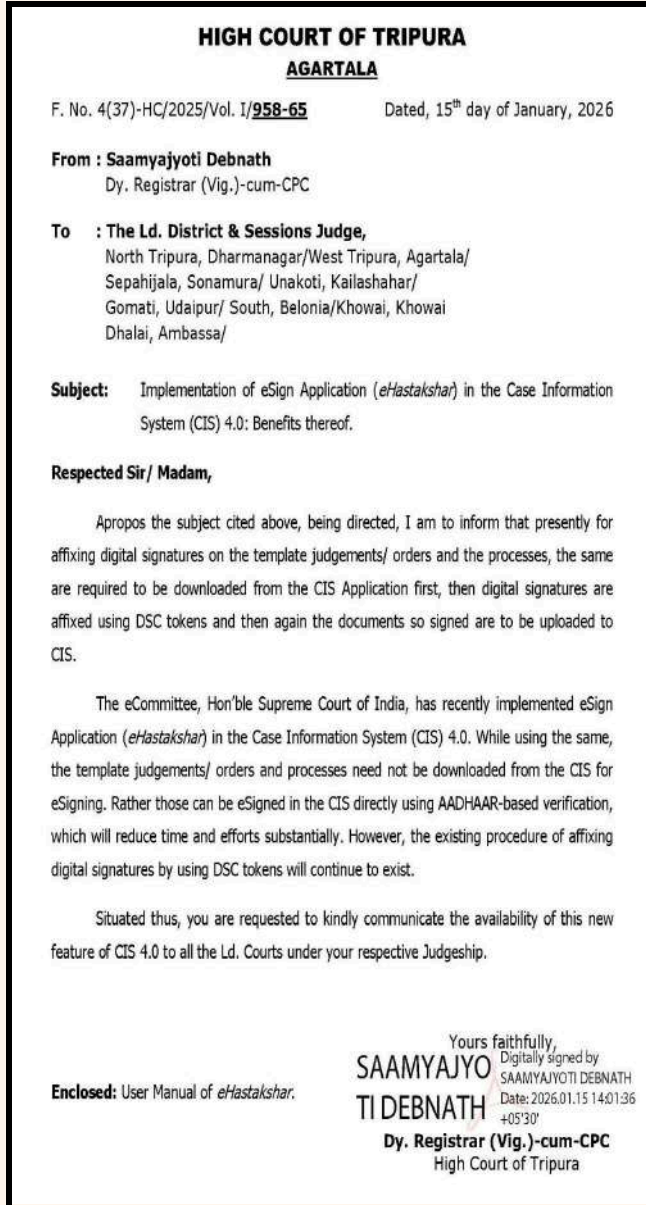 HIGH COURT OF TRIPURA
AGARTALA
F. No. 4(37)-HC/2025/Vol. I/958-65 Dated, 15th day of January, 2026
From : Saamyajyoti Debnath
Dy. Registrar (Vig.)-cum-CPC
To : The Ld. District & Sessions Judge,
North Tripura, Dharmanagar/West Tripura, Agartala/
Sepahijala, Sonamura/ Unakoti, Kailashahar/
Gomati, Udaipur/ South, Belonia/Khowai, Khowai
Dhalai, Ambassa/
Subject: Implementation of eSign Application (eHastakshar) in the Case Information
System (CIS) 4.0: Benefits thereof.
Respected Sir/ Madam,
Apropos the subject cited above, being directed, I am to inform that presently for
affixing digital signatures on the template judgements/ orders and the processes, the same
are required to be downloaded from the CIS Application first, then digital signatures are
affixed using DSC tokens and then again the documents so signed are to be uploaded to
CIS.
The eCommittee, Hon'ble Supreme Court of India, has recently implemented eSign
Application (eHastakshar) in the Case Information System (CIS) 4.0. While using the same,
the template judgements/ orders and processes need not be downloaded from the CIS for
eSigning. Rather those can be eSigned in the CIS directly using AADHAAR-based verification,
which will reduce time and efforts substantially. However, the existing procedure of affixing
digital signatures by using DSC tokens will continue to exist.
Situated thus, you are requested to kindly communicate the availability of this new
feature of CIS 4.0 to all the Ld. Courts under your respective Judgeship.
Yours faithfully,
SAAMYAJYO
TI DEBNATH
Digitally signed by
SAAMYAJYOTI DEBNATH
Date: 2026.01.15 14:01:36
+05'30'
Enclosed: User Manual of eHastakshar.
Dy. Registrar (Vig.)-cum-CPC
High Court of Tripura